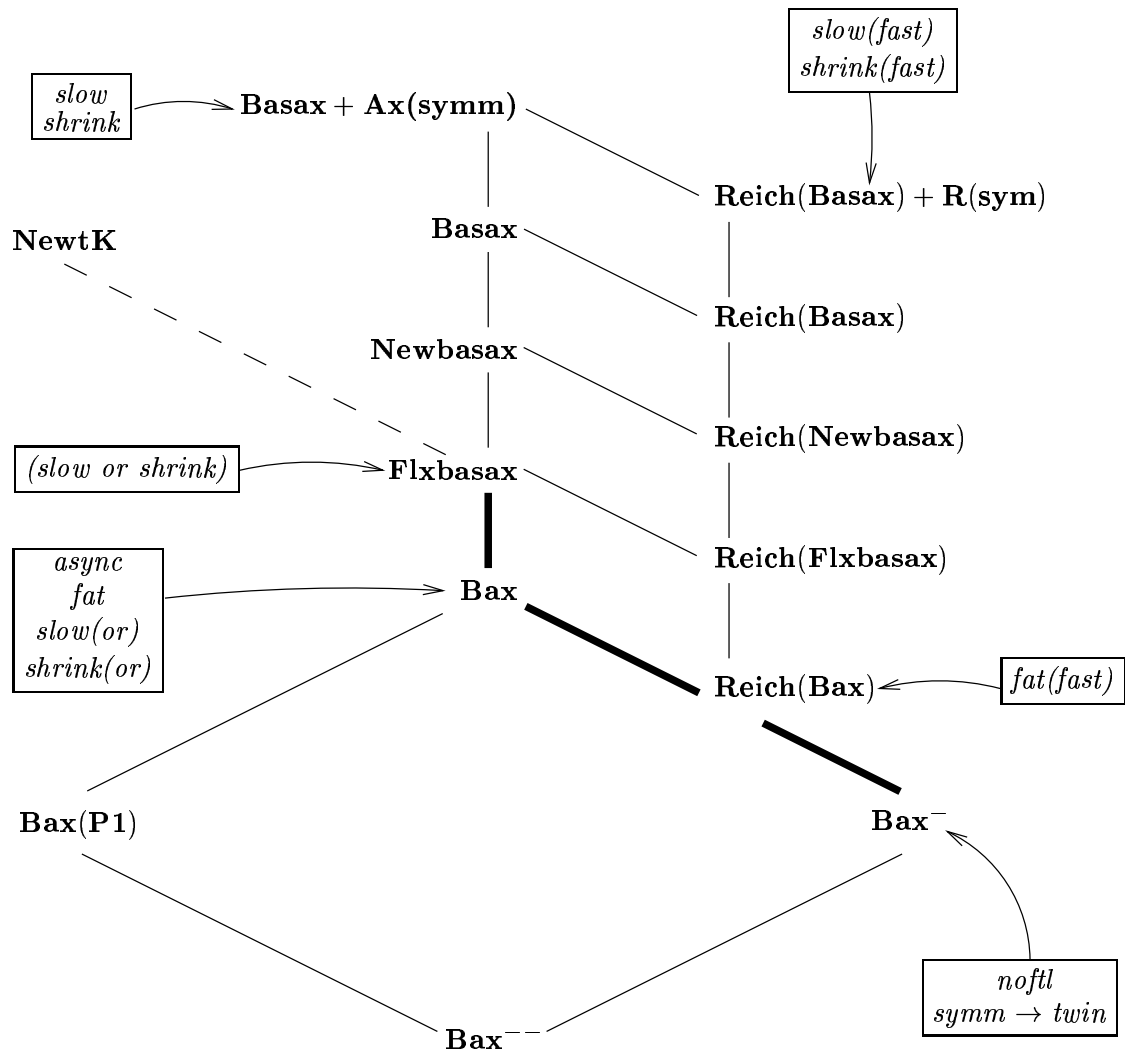 slow(fast)
shrink(fast)
slow
shrink
Basax + Ax(symm)
Reich(Basax) + R(sym)
Basax
NewtK
Reich(Basax)
Newbasax
Reich(Newbasax)
(slow or shrink)
Flxbasax
Reich(Flxbasax)
async
fat
slow(or)
shrink(or)
Bax
Reich(Bax)
fat(fast)
Bax(P1)
Bax⁻
noftl
symm → twin
Bax⁻⁻